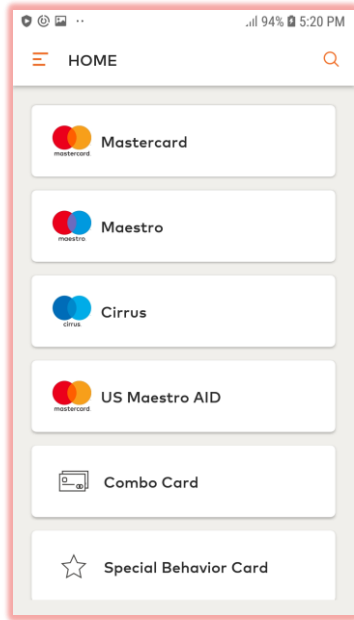 94% 5:20 PM
HOME
mastercard
Mastercard
maestro
Maestro
cirrus
Cirrus
mastercard
US Maestro AID
Combo Card
Special Behavior Card